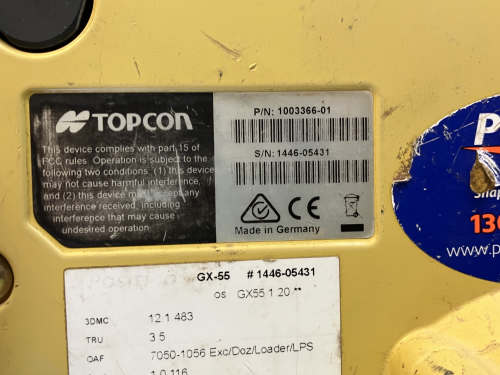 TOPCON
This device complies with part 15 of
FCC rules. Operation is subject to the
following two conditions: (1) this device
may not cause harmful interference,
and (2) this device must accept any
interference received, including
interference that may cause
undesired operation.
P/N: 1003366-01
S/N: 1446-05431
CE
Made in Germany
GX-55 # 1446-05431
OS GX55 1.20 **
3DMC 12.1.483
TRU 3.5
OAF 7050-1056 Exc/Doz/Loader/LPS
1.0.116
P
Snap
130
www.p